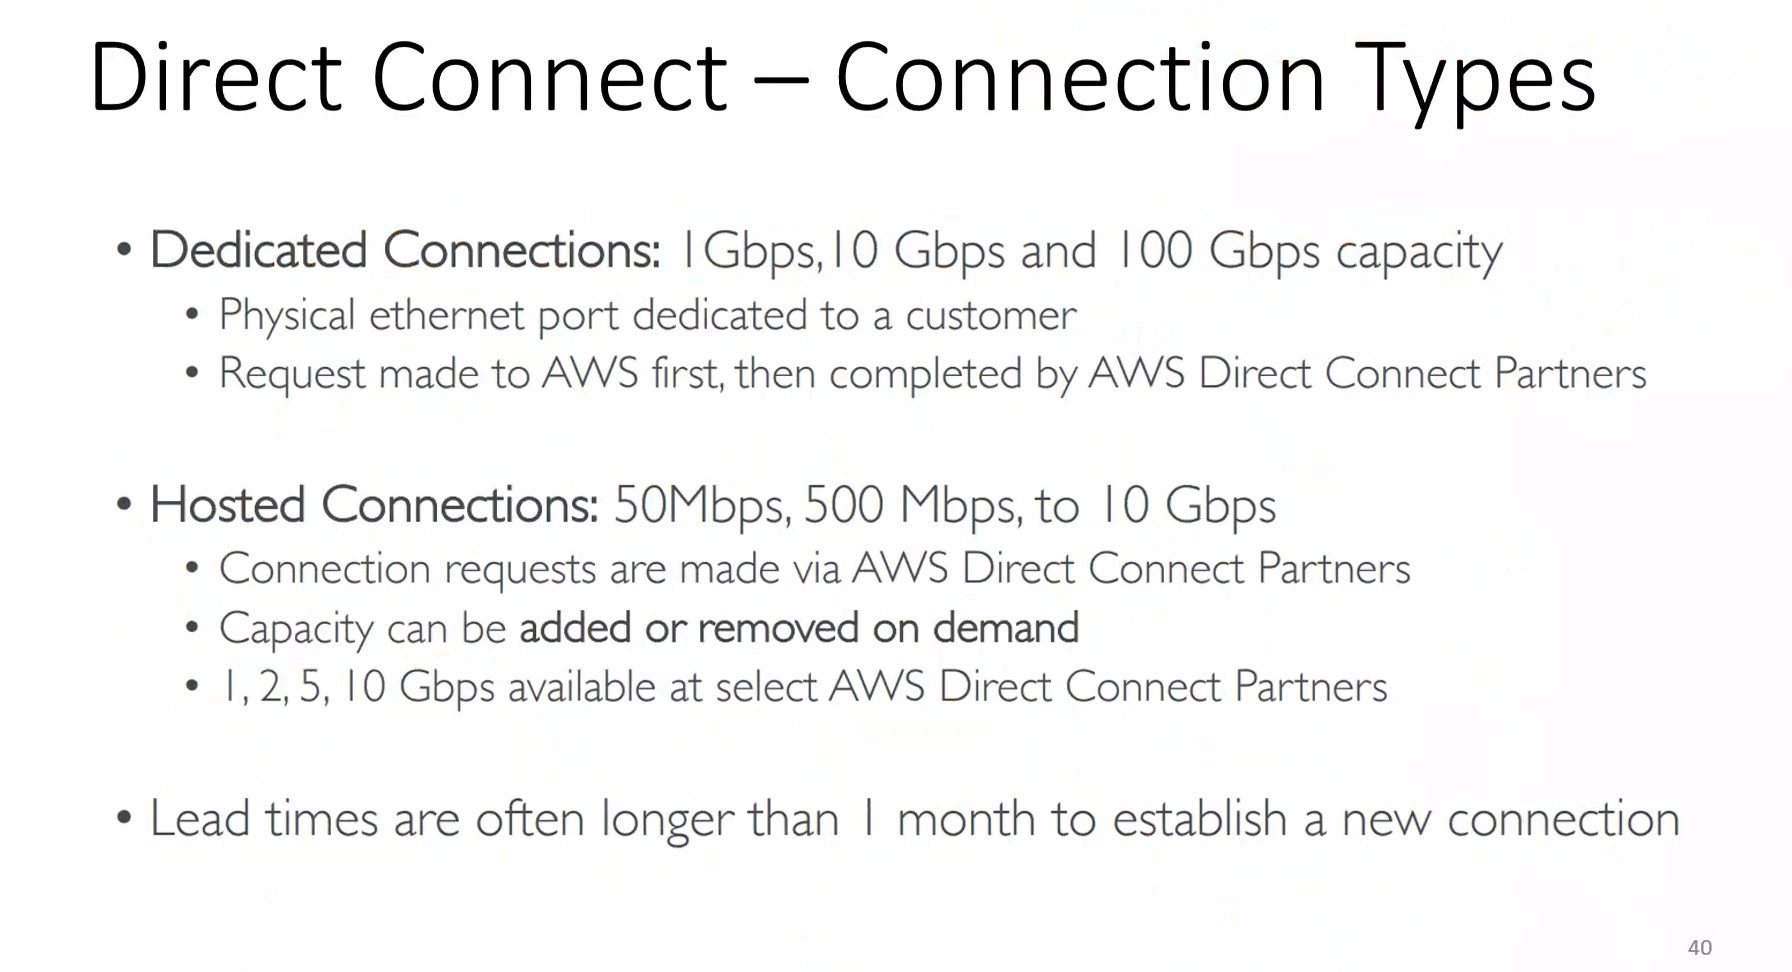 Direct Connect – Connection Types
• Dedicated Connections: 1Gbps,10 Gbps and 100 Gbps capacity
• Physical ethernet port dedicated to a customer
• Request made to AWS first, then completed by AWS Direct Connect Partners
• Hosted Connections: 50Mbps, 500 Mbps, to 10 Gbps
• Connection requests are made via AWS Direct Connect Partners
• Capacity can be added or removed on demand
• 1, 2, 5, 10 Gbps available at select AWS Direct Connect Partners
• Lead times are often longer than 1 month to establish a new connection
40